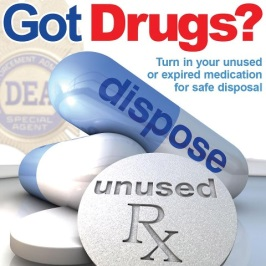 Got Drugs?
Turn in your unused
or expired medication
for safe disposal
DEA
SPECIAL
AGENT
dispose
unused
Rx